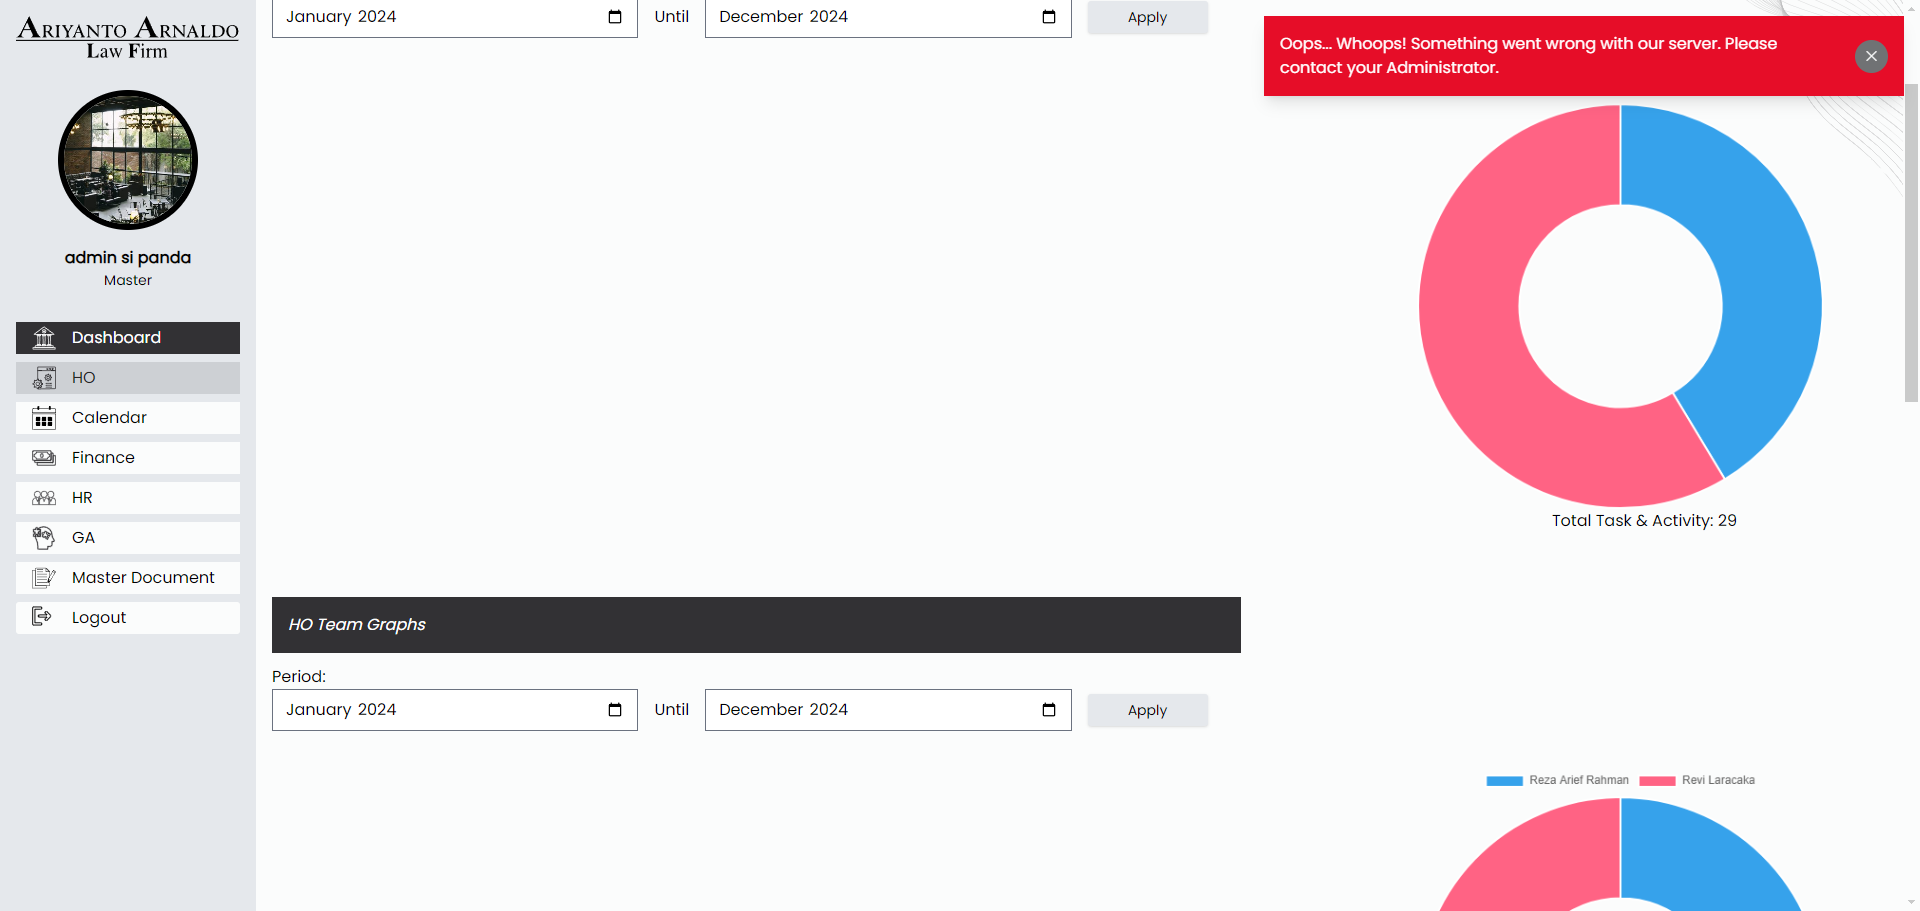 ARIYANTO ARNALDO
Law Firm
admin si panda
Master
Dashboard
HO
Calendar
Finance
HR
GA
Master Document
Logout
January 2024
Until
December 2024
Apply
Oops... Whoops! Something went wrong with our server. Please
contact your Administrator.
Total Task & Activity: 29
HO Team Graphs
Period:
January 2024
Until
December 2024
Apply
Reza Arief Rahman
Revi Laracaka